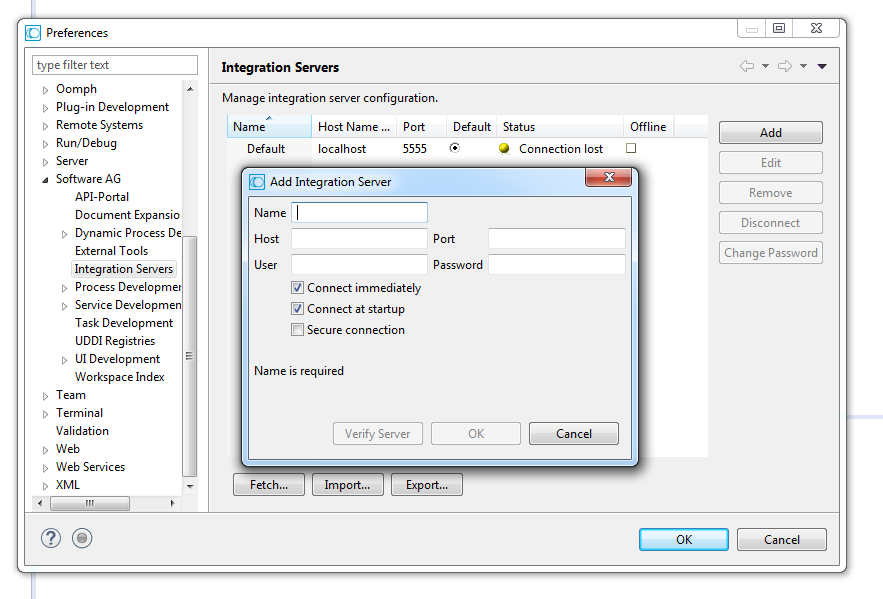 Preferences
type filter text
Oomph
Plug-in Development
Remote Systems
Run/Debug
Server
Software AG
API-Portal
Document Expansio
Dynamic Process De
External Tools
Integration Servers
Process Developmer
Service Developmen
Task Development
UDDI Registries
UI Development
Workspace Index
Team
Terminal
Validation
Web
Web Services
XML
Integration Servers
Manage integration server configuration.
Name Host Name ... Port Default Status Offline
Default localhost 5555 Connection lost
Add
Edit
Remove
Disconnect
Change Password
Add Integration Server
Name
Host Port
User Password
Connect immediately
Connect at startup
Secure connection
Name is required
Verify Server OK Cancel
Fetch... Import... Export...
? OK Cancel